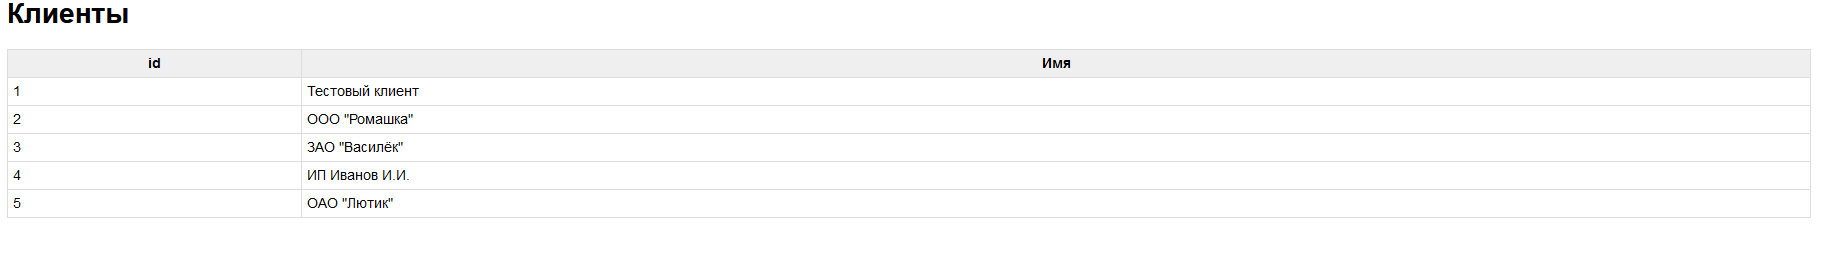 Клиенты
id Имя
1 Тестовый клиент
2 ООО "Ромашка"
3 ЗАО "Василёк"
4 ИП Иванов И.И.
5 ОАО "Лютик"